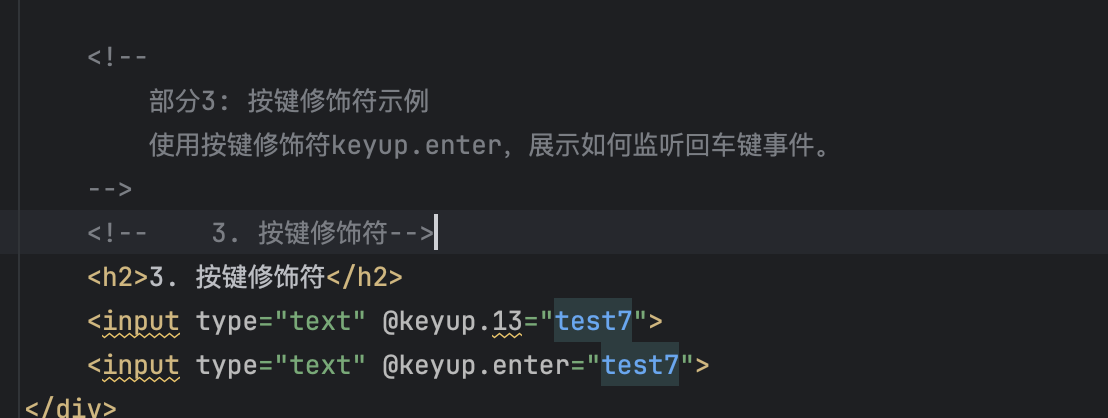 <!--
部分3: 按键修饰符示例
使用按键修饰符keyup.enter，展示如何监听回车键事件。
-->
<!--    3. 按键修饰符-->
<h2>3. 按键修饰符</h2>
<input type="text" @keyup.13="test7">
<input type="text" @keyup.enter="test7">
</div>